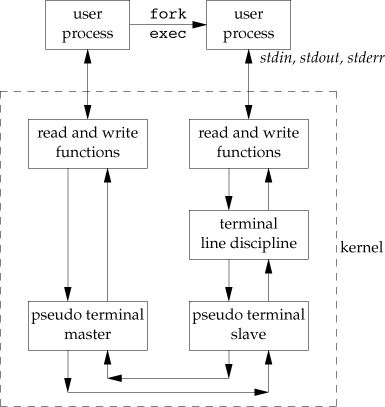 user
process
fork
exec
user
process
stdin, stdout, stderr
read and write
functions
read and write
functions
terminal
line discipline
kernel
pseudo terminal
master
pseudo terminal
slave